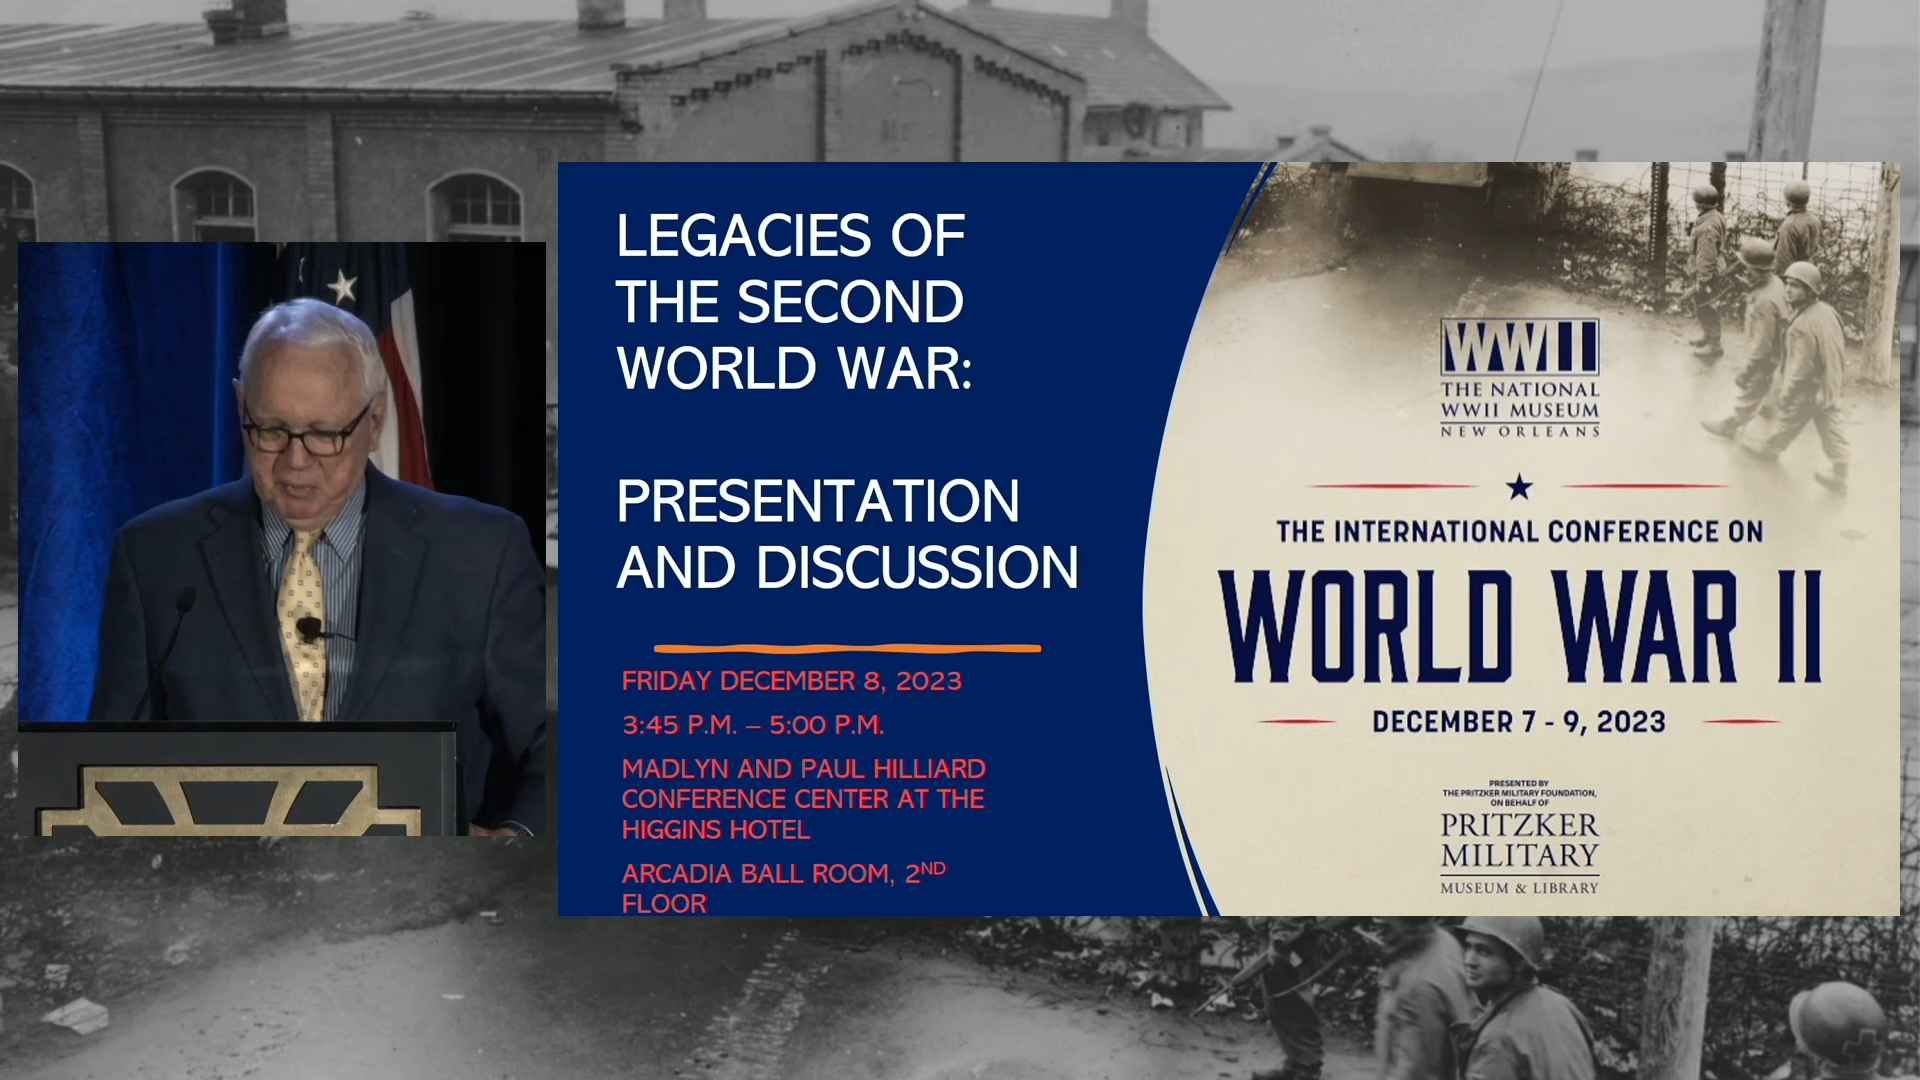 LEGACIES OF
THE SECOND
WORLD WAR:
PRESENTATION
AND DISCUSSION
FRIDAY DECEMBER 8, 2023
3:45 P.M. – 5:00 P.M.
MADLYN AND PAUL HILLIARD
CONFERENCE CENTER AT THE
HIGGINS HOTEL
ARCADIA BALL ROOM, 2ND
FLOOR
WWII
THE NATIONAL
WWII MUSEUM
NEW ORLEANS
THE INTERNATIONAL CONFERENCE ON
WORLD WAR II
DECEMBER 7 - 9, 2023
PRESENTED BY
THE PRITZKER MILITARY FOUNDATION,
ON BEHALF OF
PRITZKER
MILITARY
MUSEUM & LIBRARY